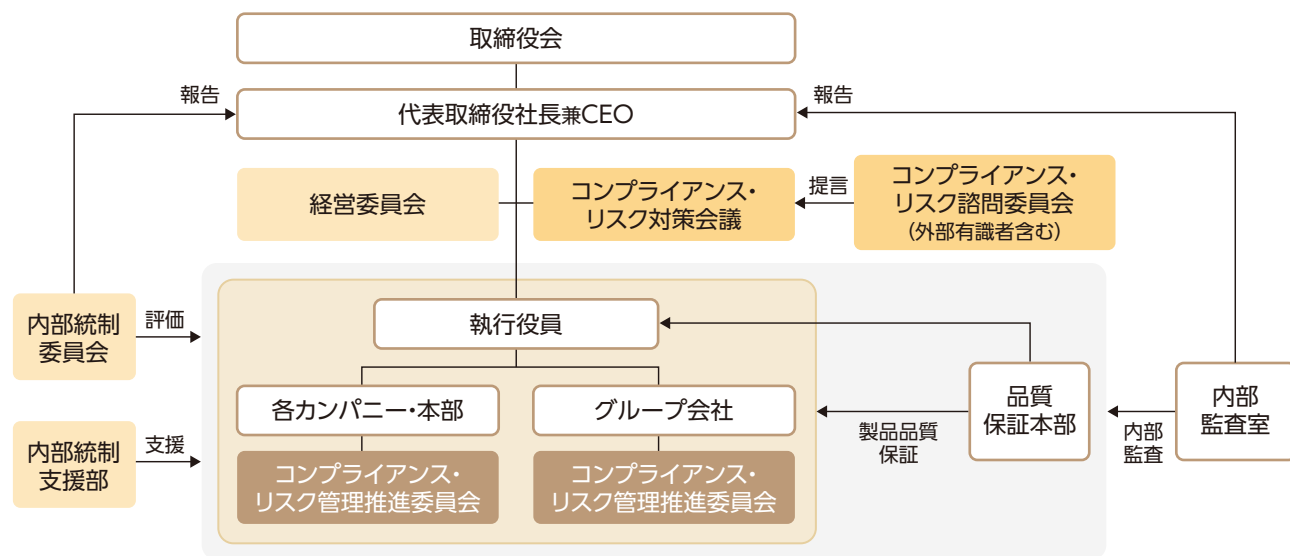 取締役会
報告
代表取締役社長兼CEO
報告
経営委員会
コンプライアンス・
リスク対策会議
提言
コンプライアンス・
リスク諮問委員会
(外部有識者含む)
内部統制
委員会
評価
執行役員
各カンパニー・本部
グループ会社
製品品質
保証
品質
保証本部
内部
監査
内部
監査室
内部統制
支援部
支援
コンプライアンス・
リスク管理推進委員会
コンプライアンス・
リスク管理推進委員会